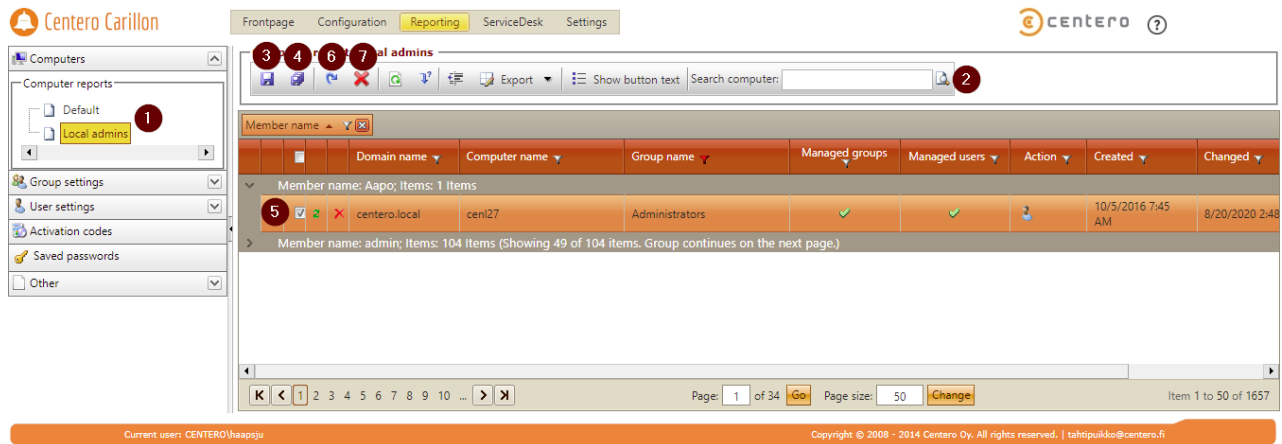 Centero Carillon
Frontpage Configuration Reporting ServiceDesk Settings
centero ?
Computers
Computer reports
Default
Local admins
1
Group settings
User settings
Activation codes
Saved passwords
Other
al admins
3 4 6 7
Export Show button text Search computer: 2
Member name
Domain name Computer name Group name Managed groups Managed users Action Created Changed
Member name: Aapo; Items: 1 Items
5 2 centero.local cenl27 Administrators 10/5/2016 7:45 AM 8/20/2020 2:48
Member name: admin; Items: 104 Items (Showing 49 of 104 items. Group continues on the next page.)
1 2 3 4 5 6 7 8 9 10 ... Page: 1 of 34 Go Page size: 50 Change Item 1 to 50 of 1657
Current user: CENTERO\haapsju Copyright © 2008 - 2014 Centero Oy. All rights reserved. | tahtipuikko@centero.fi